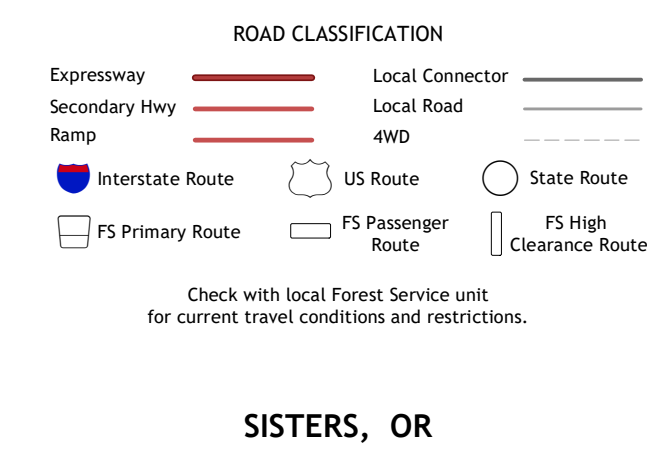 ROAD CLASSIFICATION
Expressway
Local Connector
Secondary Hwy
Local Road
Ramp
4WD
Interstate Route
US Route
State Route
FS Primary Route
FS Passenger
Route
FS High
Clearance Route
Check with local Forest Service unit
for current travel conditions and restrictions.
SISTERS, OR